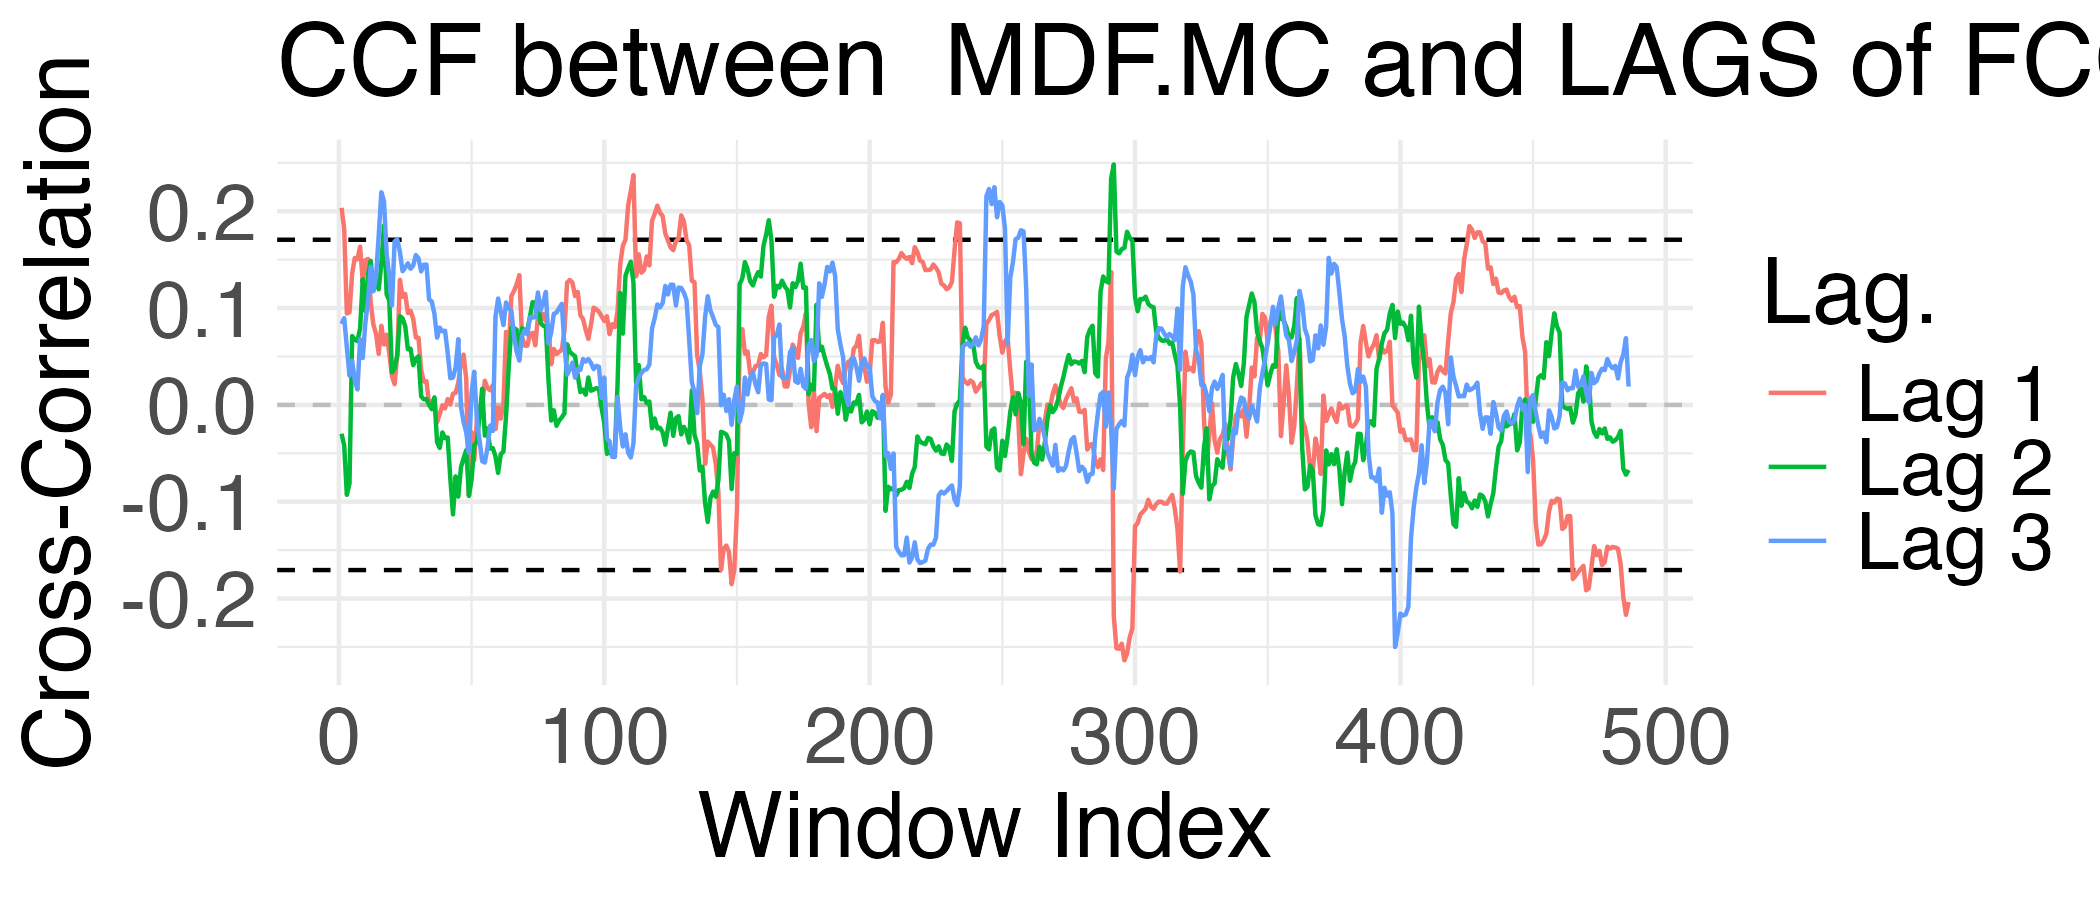 CCF between MDF.MC and LAGS of FC
Cross-Correlation
0.2
0.1
0.0
-0.1
-0.2
0
100
200
300
400
500
Window Index
Lag.
Lag 1
Lag 2
Lag 3